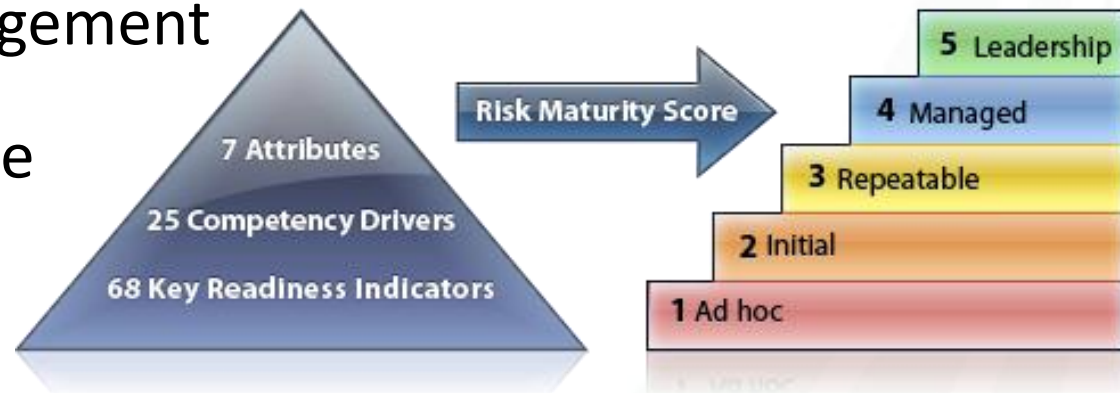 gement
e
7 Attributes
25 Competency Drivers
68 Key Readiness Indicators
Risk Maturity Score
5 Leadership
4 Managed
3 Repeatable
2 Initial
1 Ad hoc